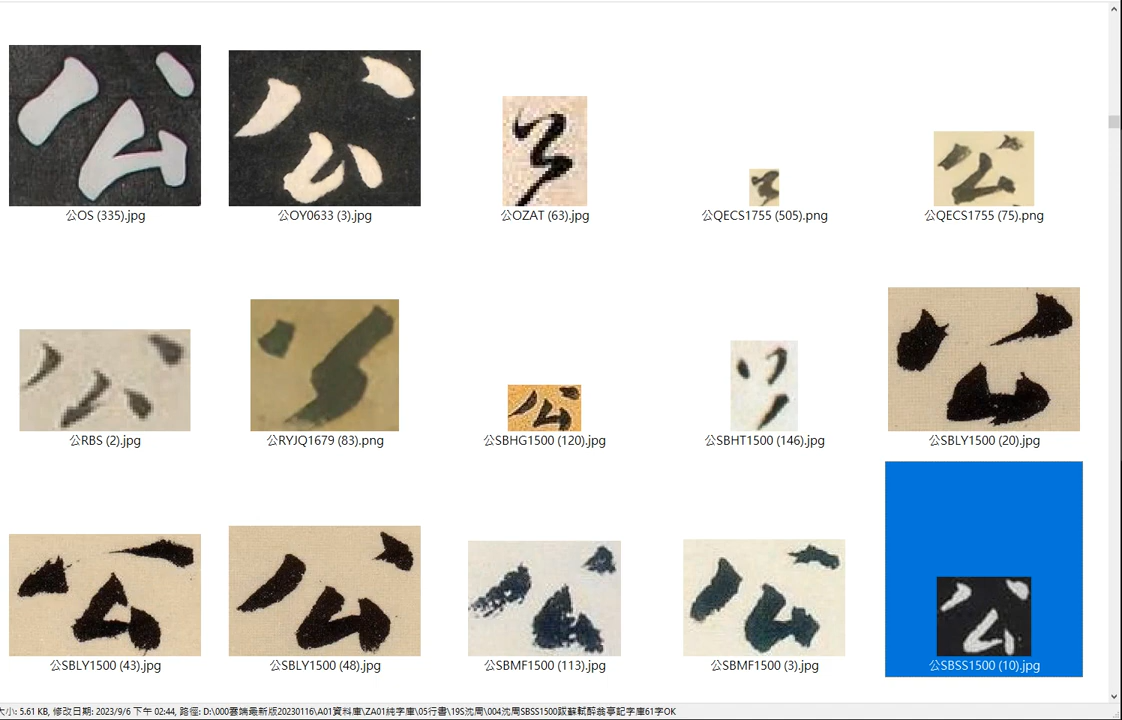 公OS (335).jpg
公OY0633 (3).jpg
公OZAT (63).jpg
公QECS1755 (505).png
公QECS1755 (75).png
公RBS (2).jpg
公RYJQ1679 (83).png
公SBHG1500 (120).jpg
公SBHT1500 (146).jpg
公SBLY1500 (20).jpg
公SBLY1500 (43).jpg
公SBLY1500 (48).jpg
公SBMF1500 (113).jpg
公SBMF1500 (3).jpg
公SBSS1500 (10).jpg
大小: 5.61 KB, 修改日期: 2023/9/6 下午 02:44, 路徑: D:\000雲端最新版20230116\A01資料庫\ZA01純字庫\05行書\19S沈周\004沈周SBSS1500跋蘇軾醉翁亭記字庫61字OK